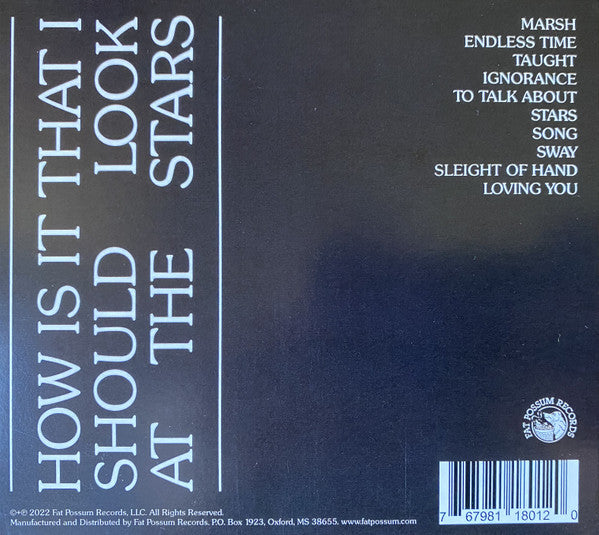 HOW IS IT THAT I
SHOULD LOOK
AT THE STARS
MARSH
ENDLESS TIME
TAUGHT
IGNORANCE
TO TALK ABOUT
STARS
SONG
SWAY
SLEIGHT OF HAND
LOVING YOU
FAT POSSUM RECORDS
©+℗ 2022 Fat Possum Records, LLC. All Rights Reserved.
Manufactured and Distributed by Fat Possum Records. P.O. Box 1923, Oxford, MS 38655. www.fatpossum.com
7 67981 18012 0